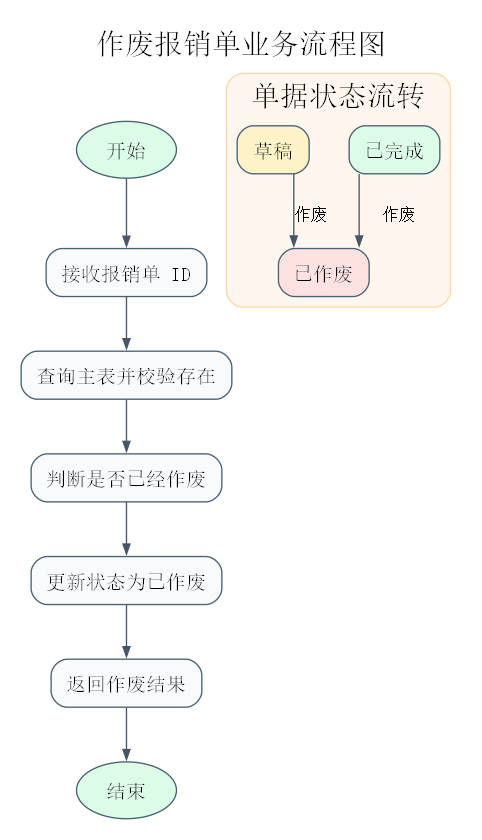 作废报销单业务流程图
单据状态流转
草稿
已完成
作废
作废
已作废
开始
接收报销单 ID
查询主表并校验存在
判断是否已经作废
更新状态为已作废
返回作废结果
结束